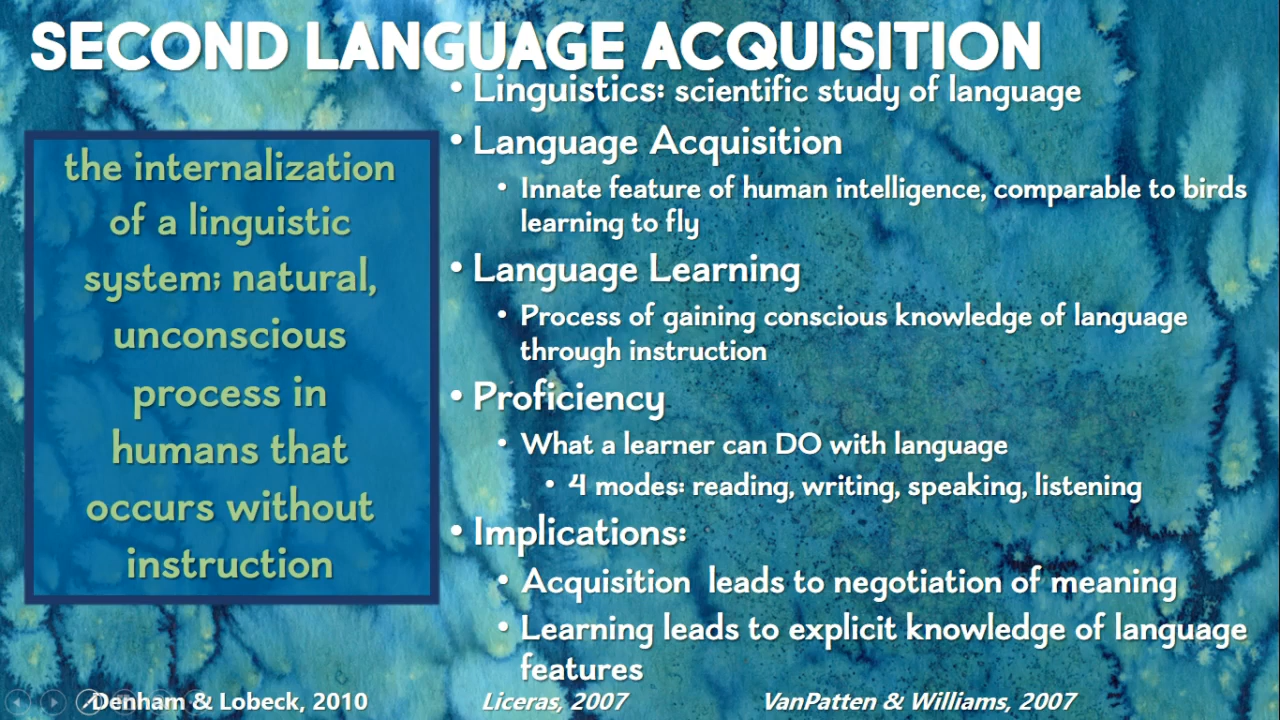 SECOND LANGUAGE ACQUISITION
the internalization
of a linguistic
system; natural,
unconscious
process in
humans that
occurs without
instruction
• Linguistics: scientific study of language
• Language Acquisition
• Innate feature of human intelligence, comparable to birds
learning to fly
• Language Learning
• Process of gaining conscious knowledge of language
through instruction
• Proficiency
• What a learner can DO with language
• 4 modes: reading, writing, speaking, listening
• Implications:
• Acquisition leads to negotiation of meaning
• Learning leads to explicit knowledge of language
features
Denham & Lobeck, 2010
Liceras, 2007
VanPatten & Williams, 2007